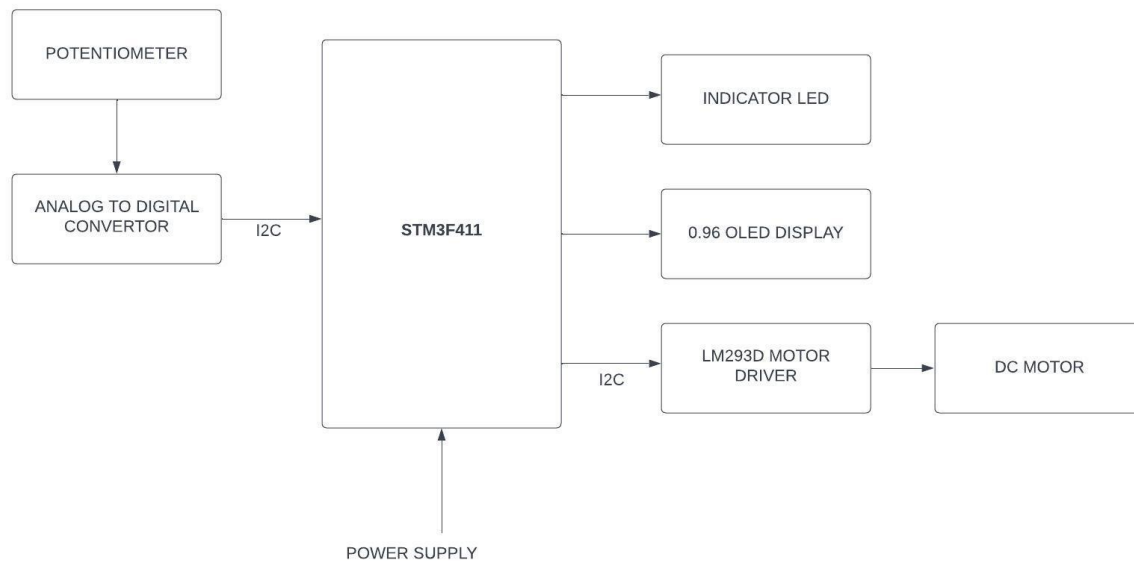 POTENTIOMETER
ANALOG TO DIGITAL
CONVERTOR
I2C
STM3F411
INDICATOR LED
0.96 OLED DISPLAY
I2C
LM293D MOTOR
DRIVER
DC MOTOR
POWER SUPPLY